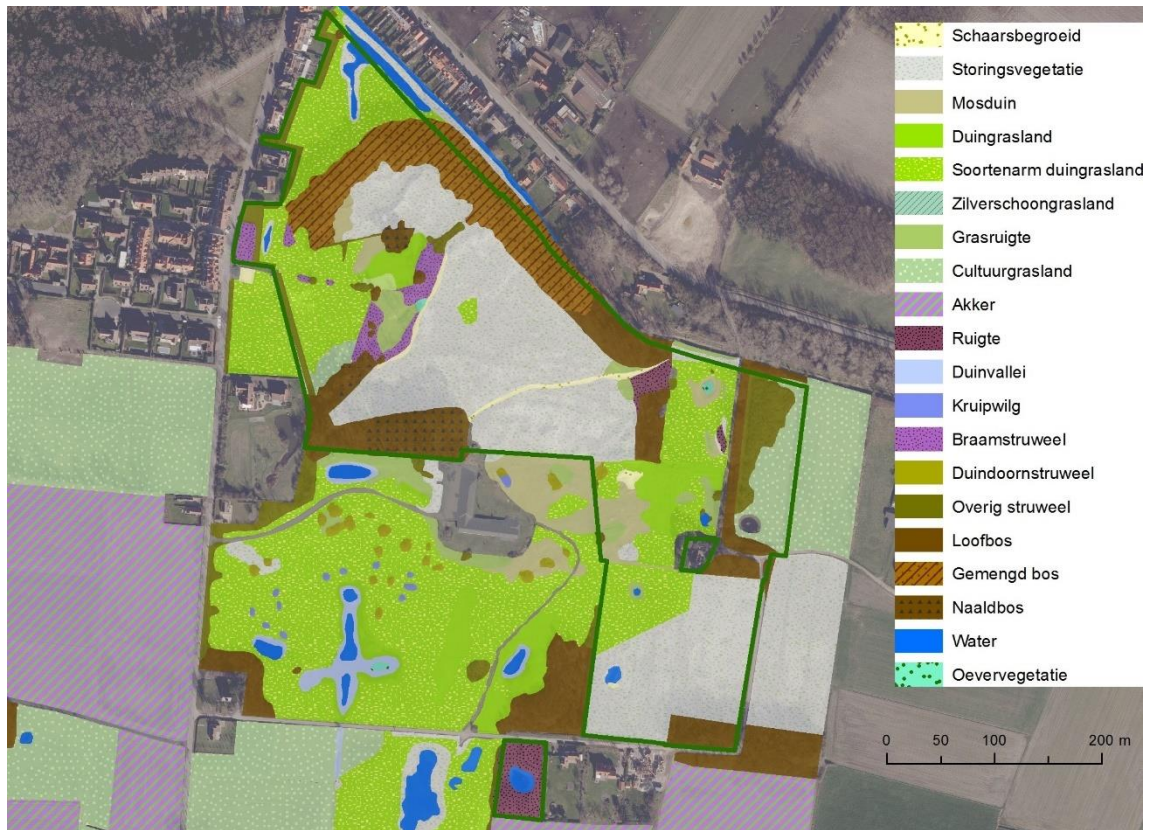 Schaarsbegroeid
Storingsvegetatie
Mosduin
Duingrasland
Soortenarm duingrasland
Zilverschoongrasland
Grasruigte
Cultuurgrasland
Akker
Ruigte
Duinvallei
Kruipwilg
Braamstruweel
Duindoornstruweel
Overig struweel
Loofbos
Gemengd bos
Naaldbos
Water
Oevervegetatie
0 50 100 200 m